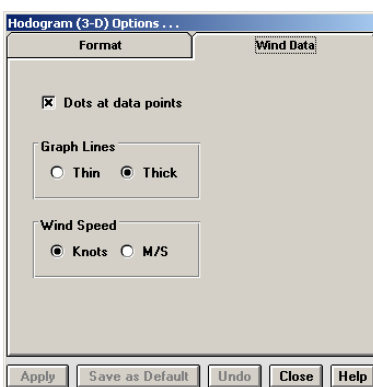 Hodogram (3-D) Options . . .
Format Wind Data
Dots at data points
Graph Lines
Thin Thick
Wind Speed
Knots M/S
Apply Save as Default Undo Close Help